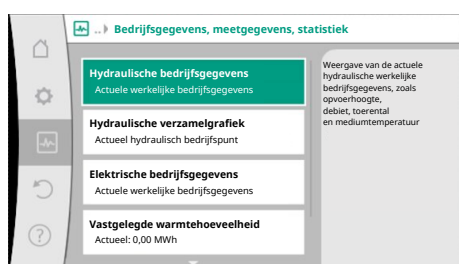 ..▸ Bedrijfsgegevens, meetgegevens, statistiek
Hydraulische bedrijfsgegevens
Actuele werkelijke bedrijfsgegevens
Hydraulische verzamelgrafiek
Actueel hydraulisch bedrijfspunt
Elektrische bedrijfsgegevens
Actuele werkelijke bedrijfsgegevens
Vastgelegde warmtehoeveelheid
Actueel: 0,00 MWh
Weergave van de actuele
hydraulische werkelijke
bedrijfsgegevens, zoals
opvoerhoogte,
debiet, toerental
en mediumtemperatuur